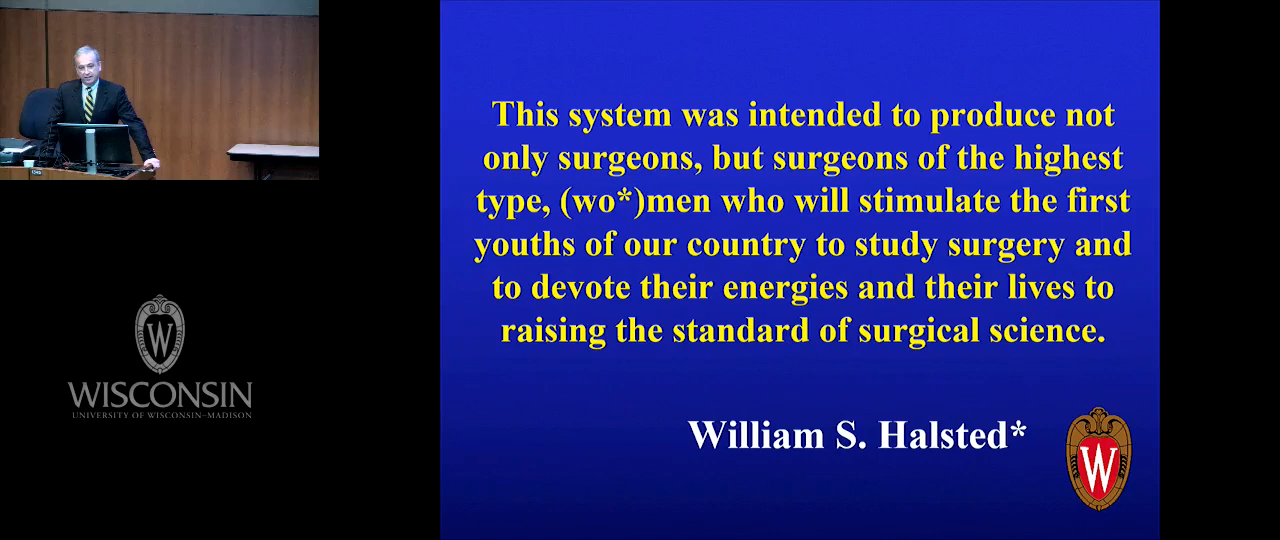 This system was intended to produce not
only surgeons, but surgeons of the highest
type, (wo*)men who will stimulate the first
youths of our country to study surgery and
to devote their energies and their lives to
raising the standard of surgical science.
William S. Halsted*
W
W
WISCONSIN
UNIVERSITY OF WISCONSIN–MADISON